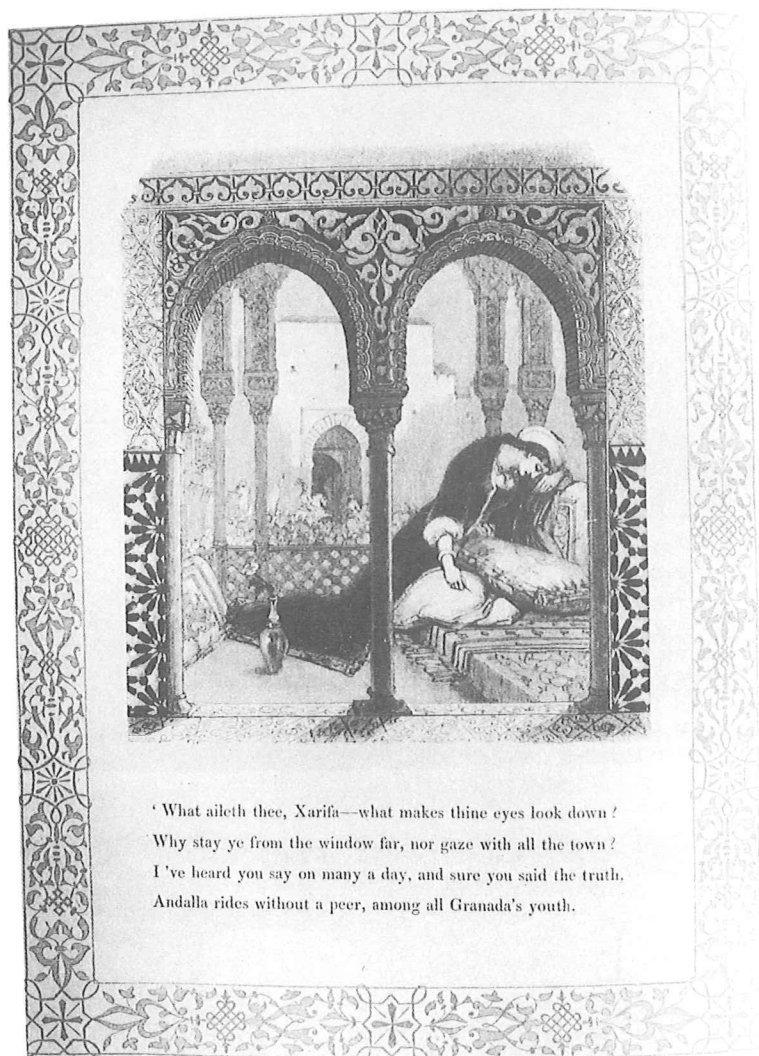 ‘ What aileth thee, Xarifa—what makes thine eyes look down ?
Why stay ye from the window far, nor gaze with all the town ?
I 've heard you say on many a day, and sure you said the truth,
Andalla rides without a peer, among all Granada's youth.